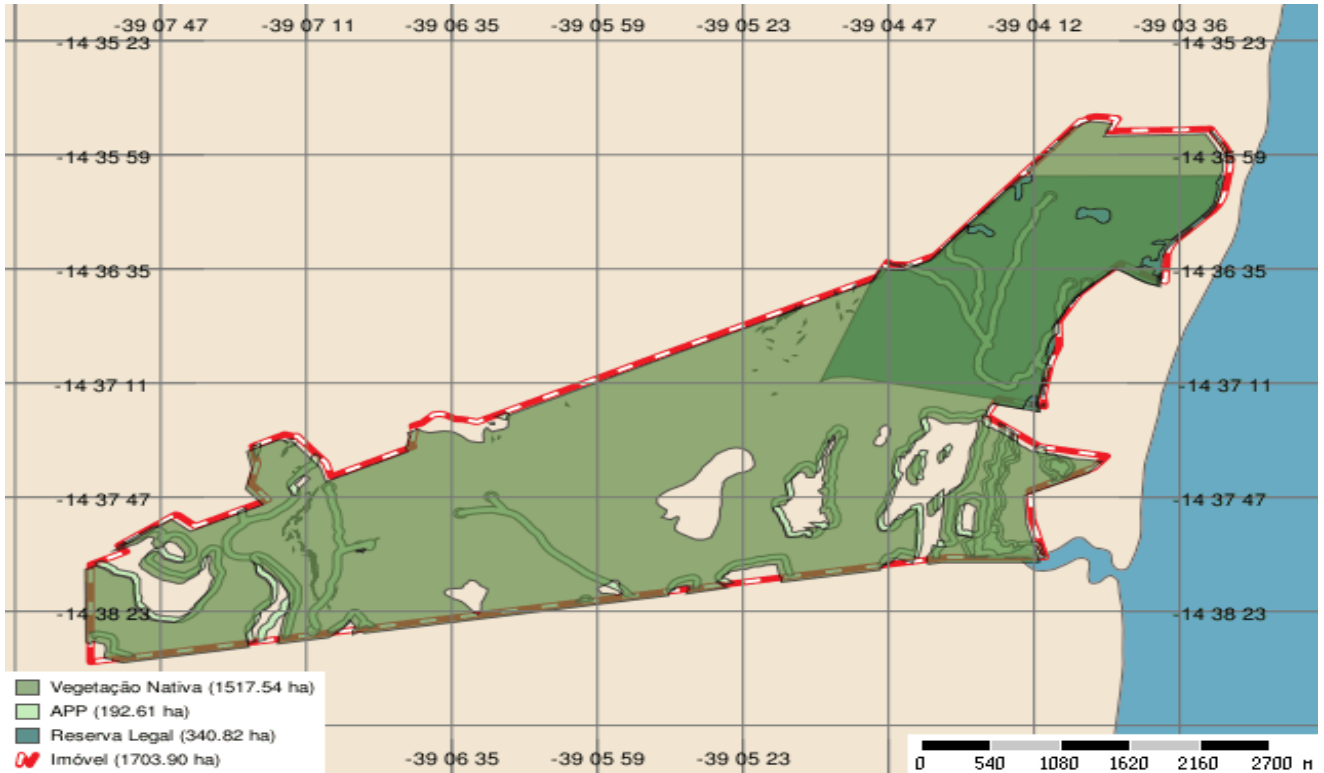 -39 07 47 -39 07 11 -39 06 35 -39 05 59 -39 05 23 -39 04 47 -39 04 12 -39 03 36
-14 35 23 -14 35 23
-14 35 59 -14 35 59
-14 36 35 -14 36 35
-14 37 11 -14 37 11
-14 37 47 -14 37 47
-14 38 23 -14 38 23
Vegetação Nativa (1517.54 ha)
APP (192.61 ha)
Reserva Legal (340.82 ha)
Imóvel (1703.90 ha)
-39 06 35 -39 05 59 -39 05 23
0 540 1080 1620 2160 2700 M